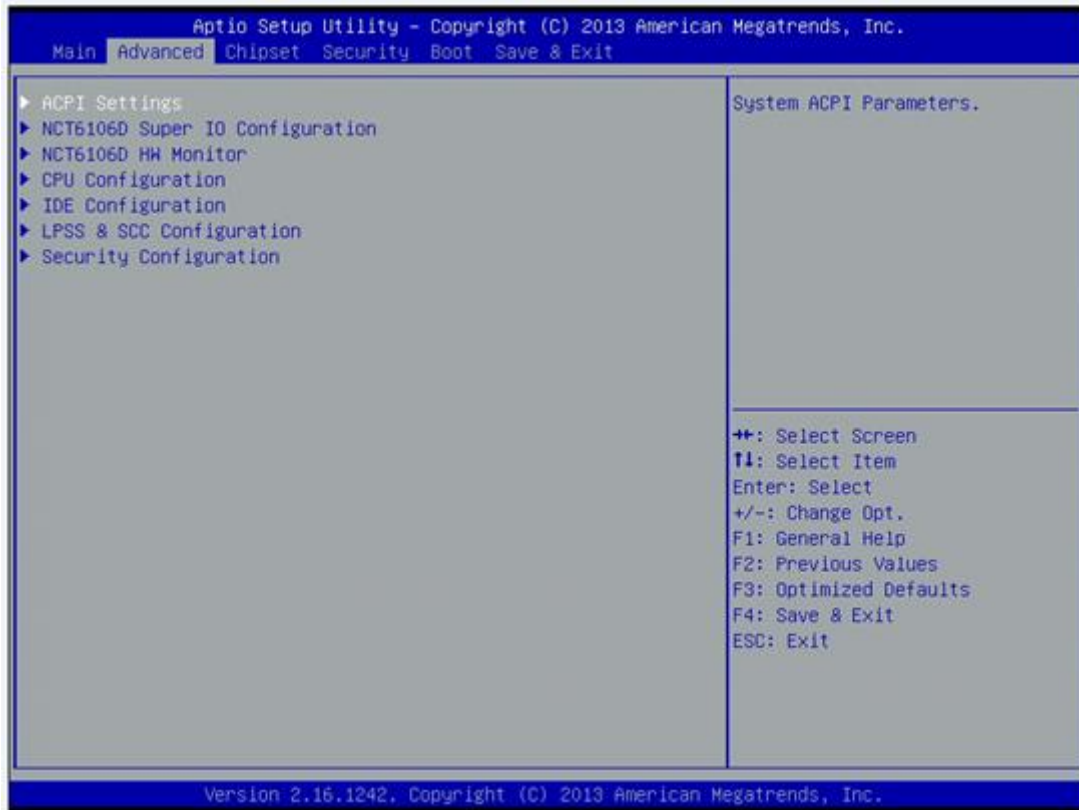 Aptio Setup Utility – Copyright (C) 2013 American Megatrends, Inc.
Main Advanced Chipset Security Boot Save & Exit
▶ ACPI Settings
▶ NCT6106D Super IO Configuration
▶ NCT6106D HW Monitor
▶ CPU Configuration
▶ IDE Configuration
▶ LPSS & SCC Configuration
▶ Security Configuration
System ACPI Parameters.
→←: Select Screen
↑↓: Select Item
Enter: Select
+/-: Change Opt.
F1: General Help
F2: Previous Values
F3: Optimized Defaults
F4: Save & Exit
ESC: Exit
Version 2.16.1242. Copyright (C) 2013 American Megatrends, Inc.